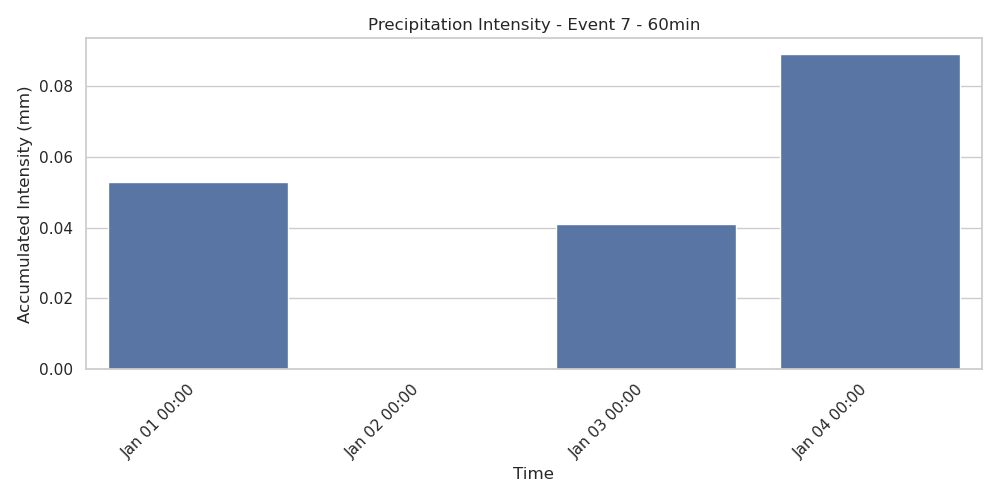 Precipitation Intensity - Event 7 - 60min
Accumulated Intensity (mm)
0.08
0.06
0.04
0.02
0.00
Jan 01 00:00
Jan 02 00:00
Jan 03 00:00
Jan 04 00:00
Time